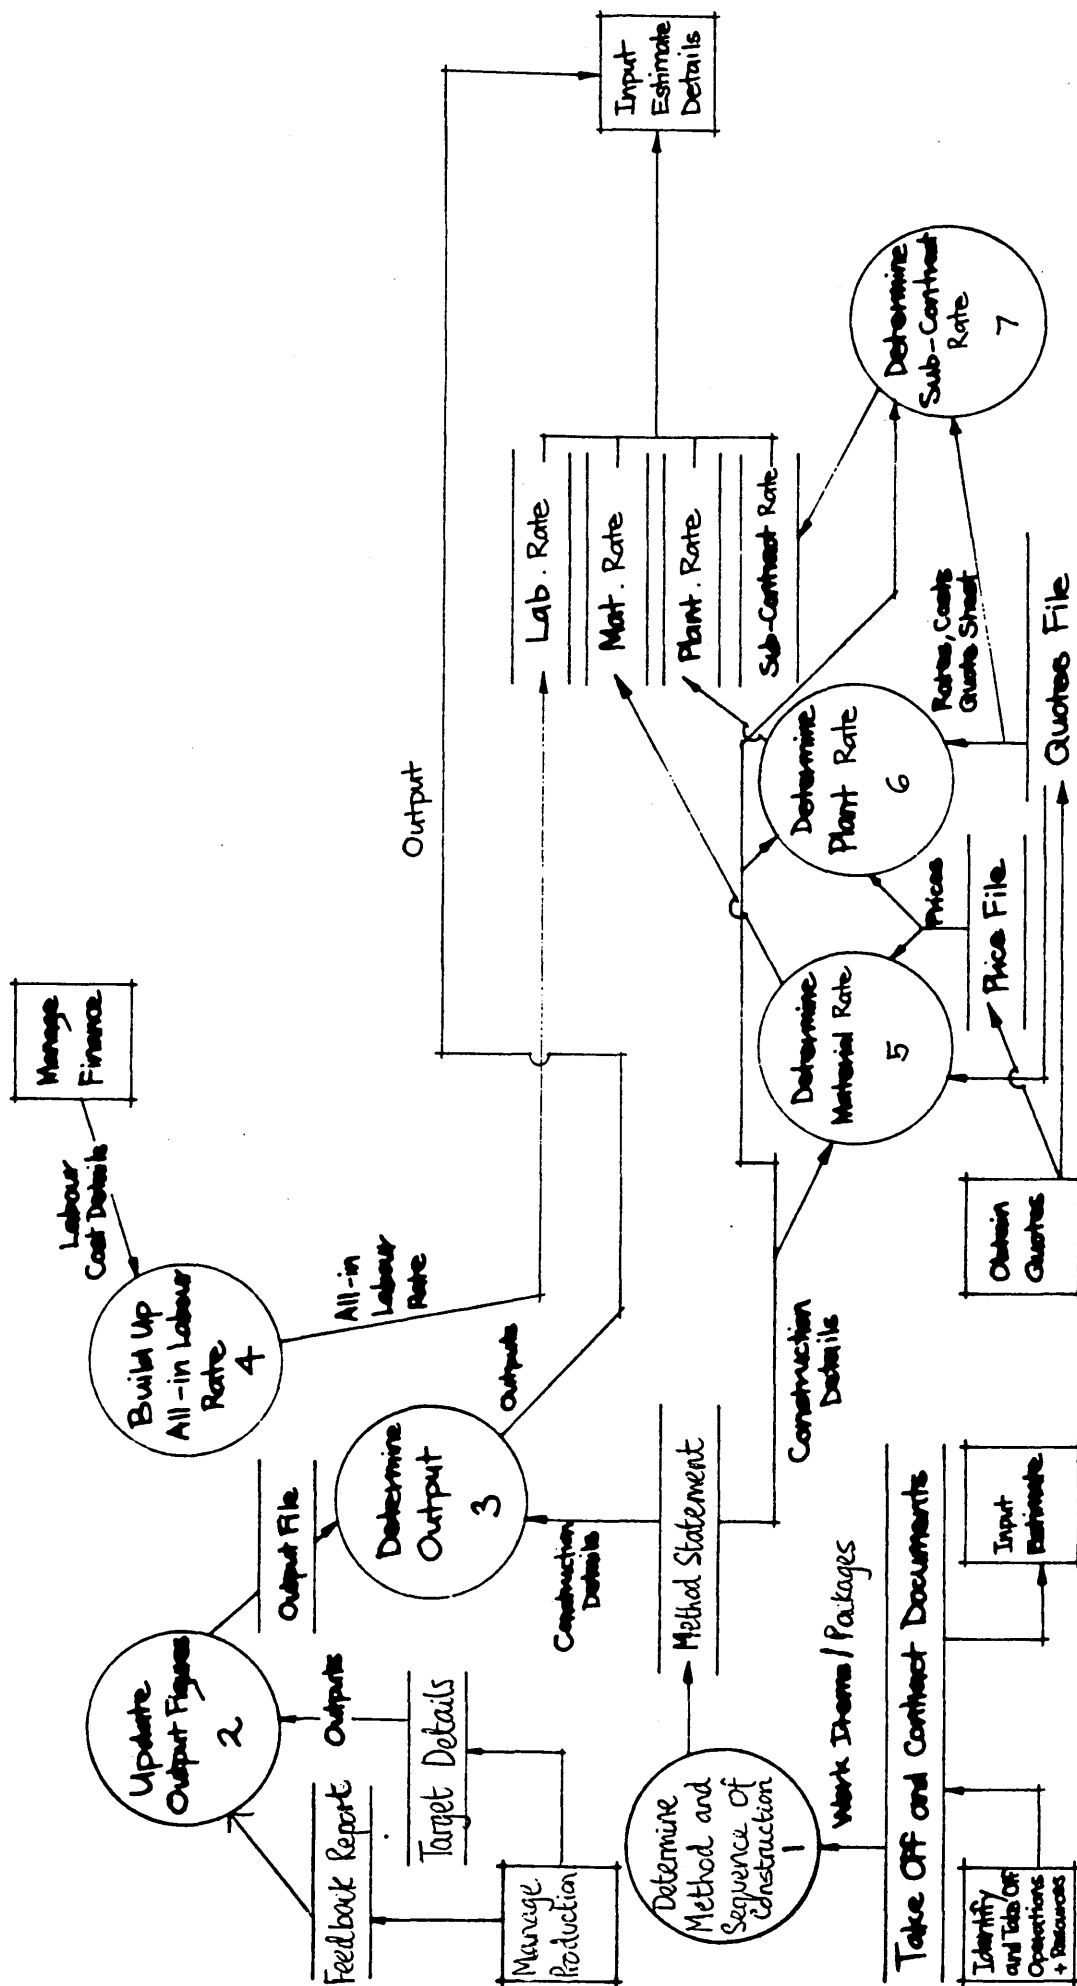 Manage
Finance
Labour
Cost Details
Build Up
All-in Labour
Rate
4
All-in
Labour
Rate
Update
Output Figures
2
Output File
Outputs
Feedback Report
Target Details
Manage
Production
Determine
Output
3
Outputs
Output
Construction
Details
Method Statement
Determine
Method and
Sequence Of
Construction
1
Work Items/Packages
Take Off and Contract Documents
Identify
and Take Off
Operations
+ Resources
Input
Estimate
Construction
Details
Obtain
Quotes
Determine
Material Rate
5
Prices
Price File
Determine
Plant Rate
6
Rates, Costs
Quote Sheet
Quotes File
Lab. Rate
Mat. Rate
Plant. Rate
Sub-Contract Rate
Determine
Sub-Contract
Rate
7
Input
Estimate
Details